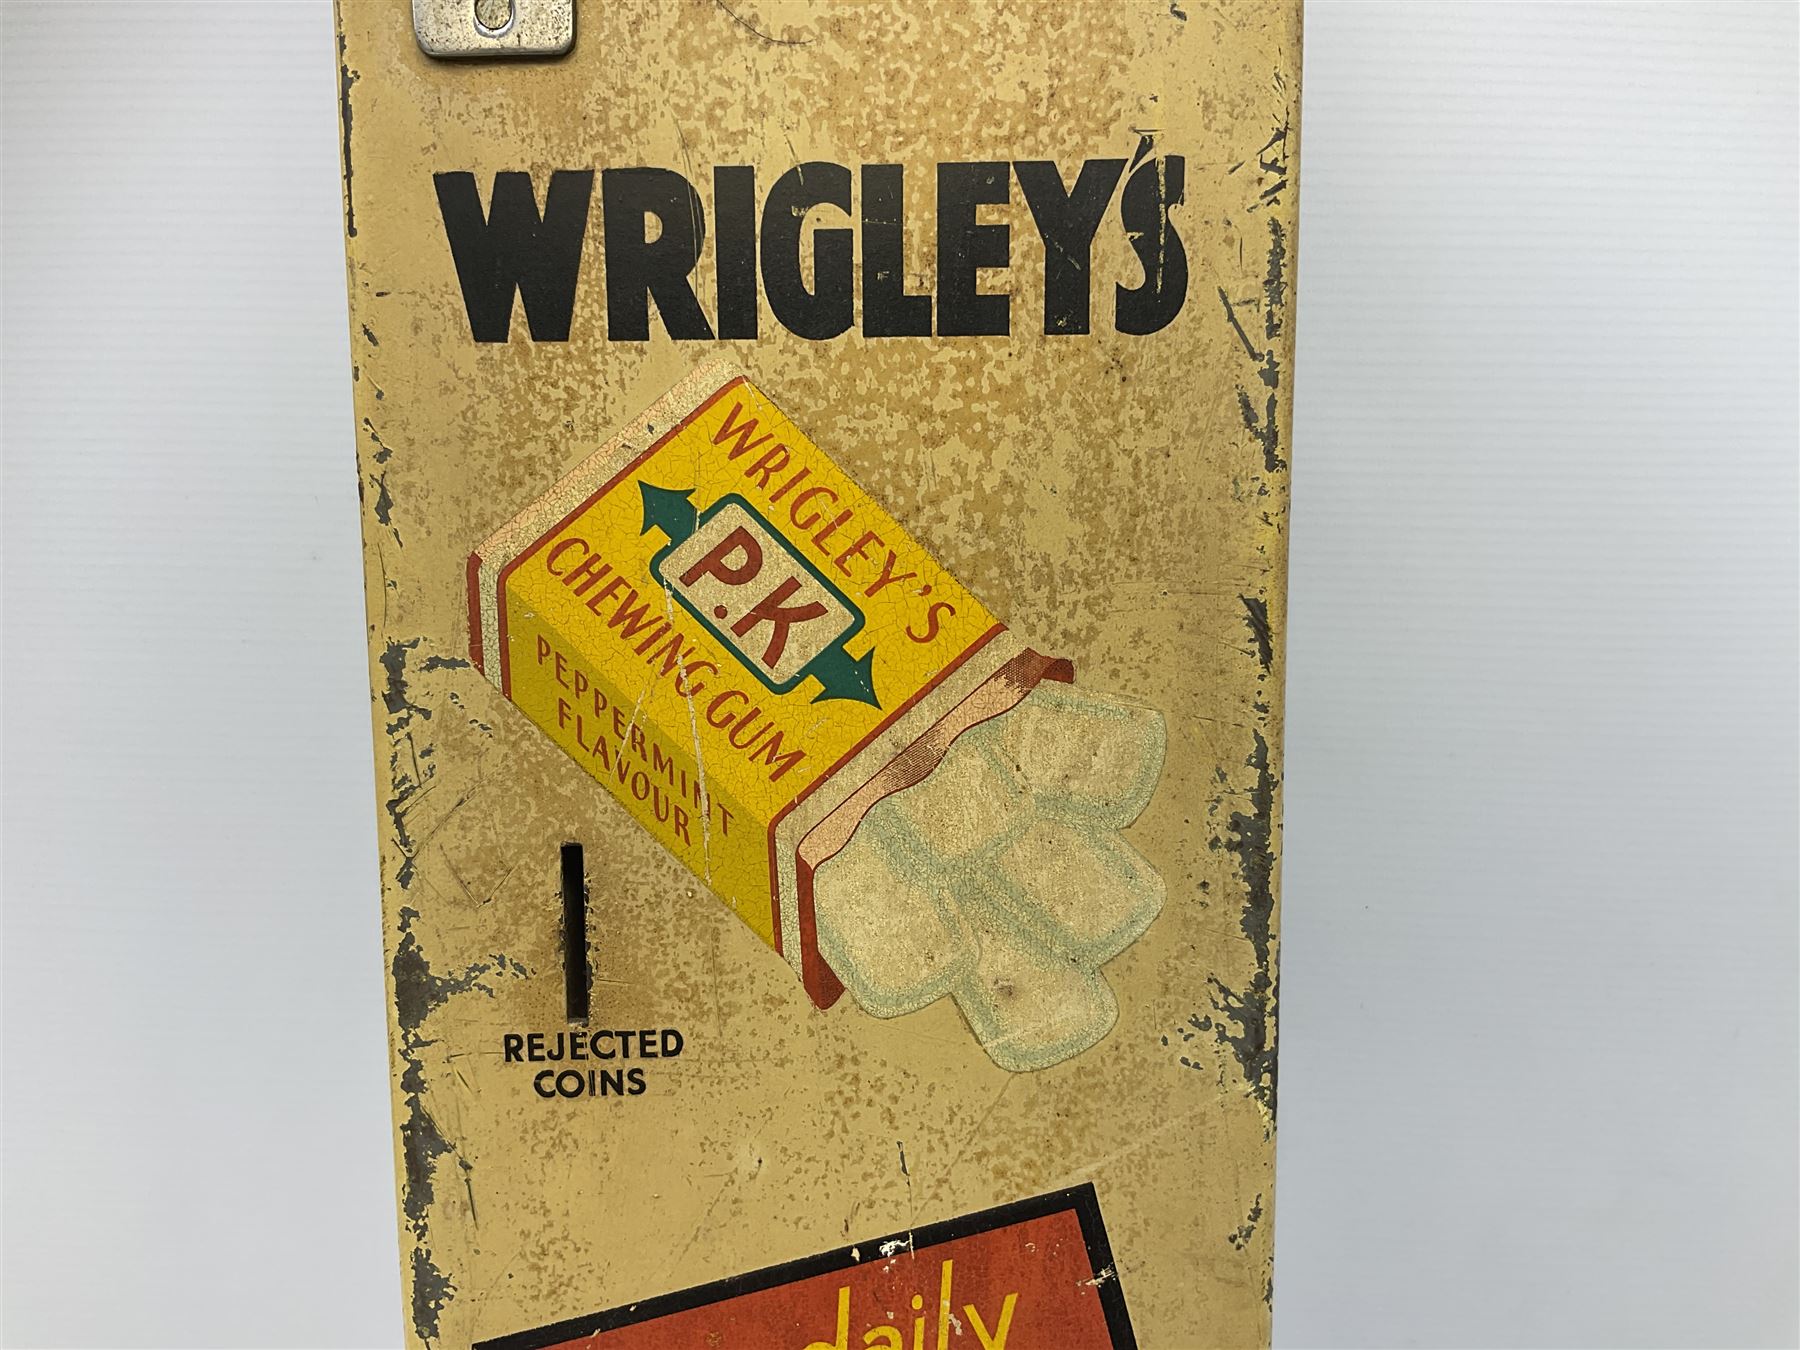 WRIGLEY'S
WRIGLEY'S
P.K
CHEWING GUM
PEPPERMINT
FLAVOUR
REJECTED
COINS
daily